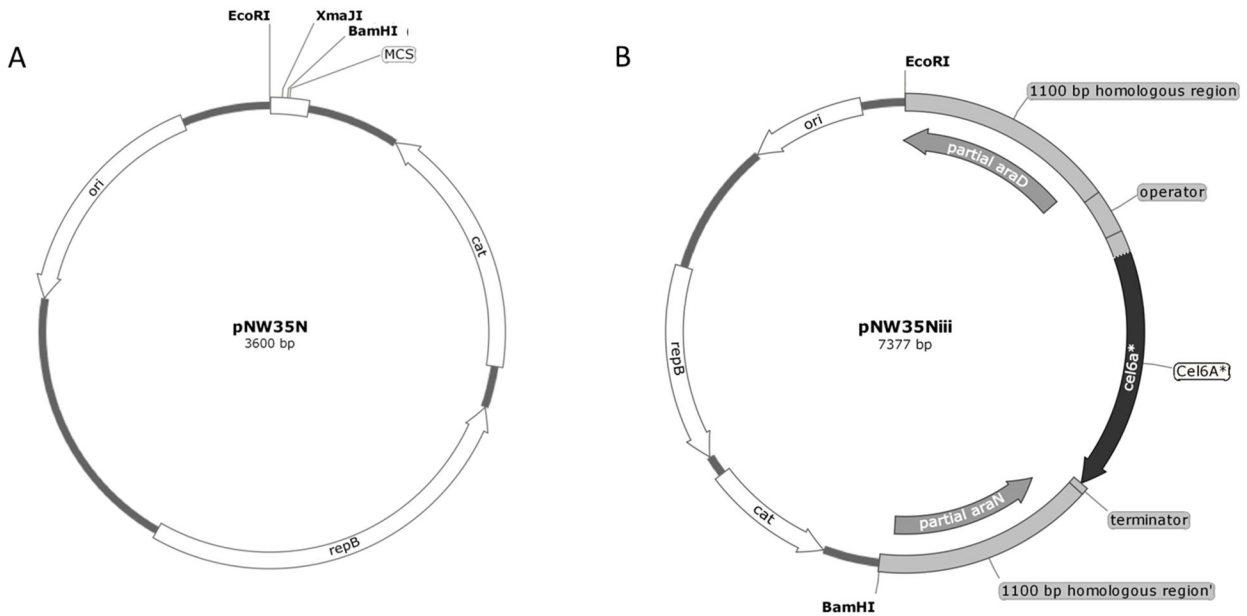 A
EcoRI
XmaJI
BamHI
MCS
ori
cat
pNW35N
3600 bp
repB
B
EcoRI
1100 bp homologous region
ori
partial araD
operator
pNW35Niii
7377 bp
repB
cel6a*
Cel6A*
cat
partial araN
terminator
BamHI
1100 bp homologous region'